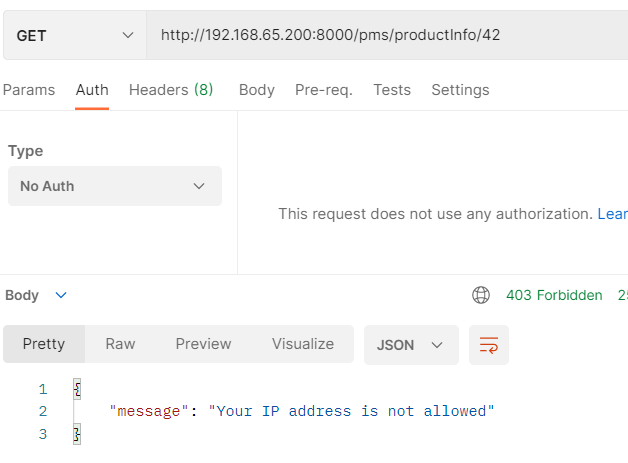 GET http://192.168.65.200:8000/pms/productInfo/42
Params Auth Headers (8) Body Pre-req. Tests Settings
Type
No Auth
This request does not use any authorization. Lear
Body 403 Forbidden 2
Pretty Raw Preview Visualize JSON
1 {
2 "message": "Your IP address is not allowed"
3 }